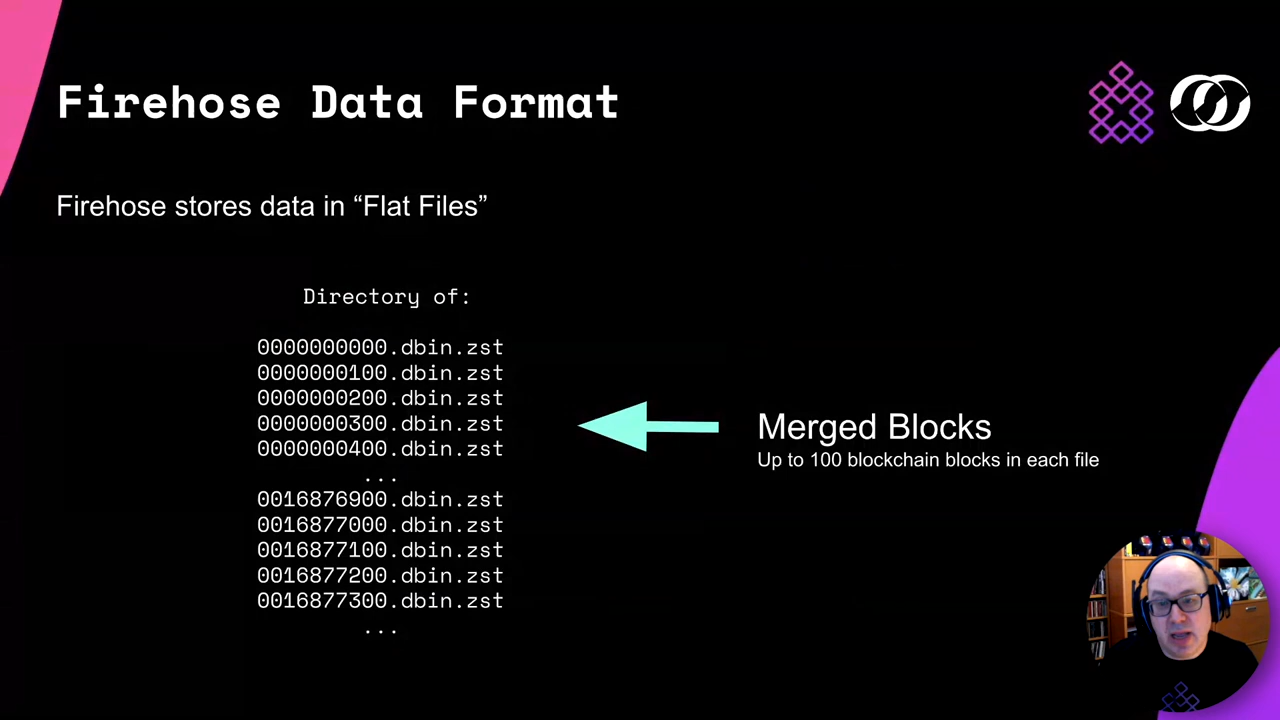 Firehose Data Format
Firehose stores data in “Flat Files”
Directory of:
0000000000.dbin.zst
0000000100.dbin.zst
0000000200.dbin.zst
0000000300.dbin.zst
0000000400.dbin.zst
...
0016876900.dbin.zst
0016877000.dbin.zst
0016877100.dbin.zst
0016877200.dbin.zst
0016877300.dbin.zst
...
Merged Blocks
Up to 100 blockchain blocks in each file